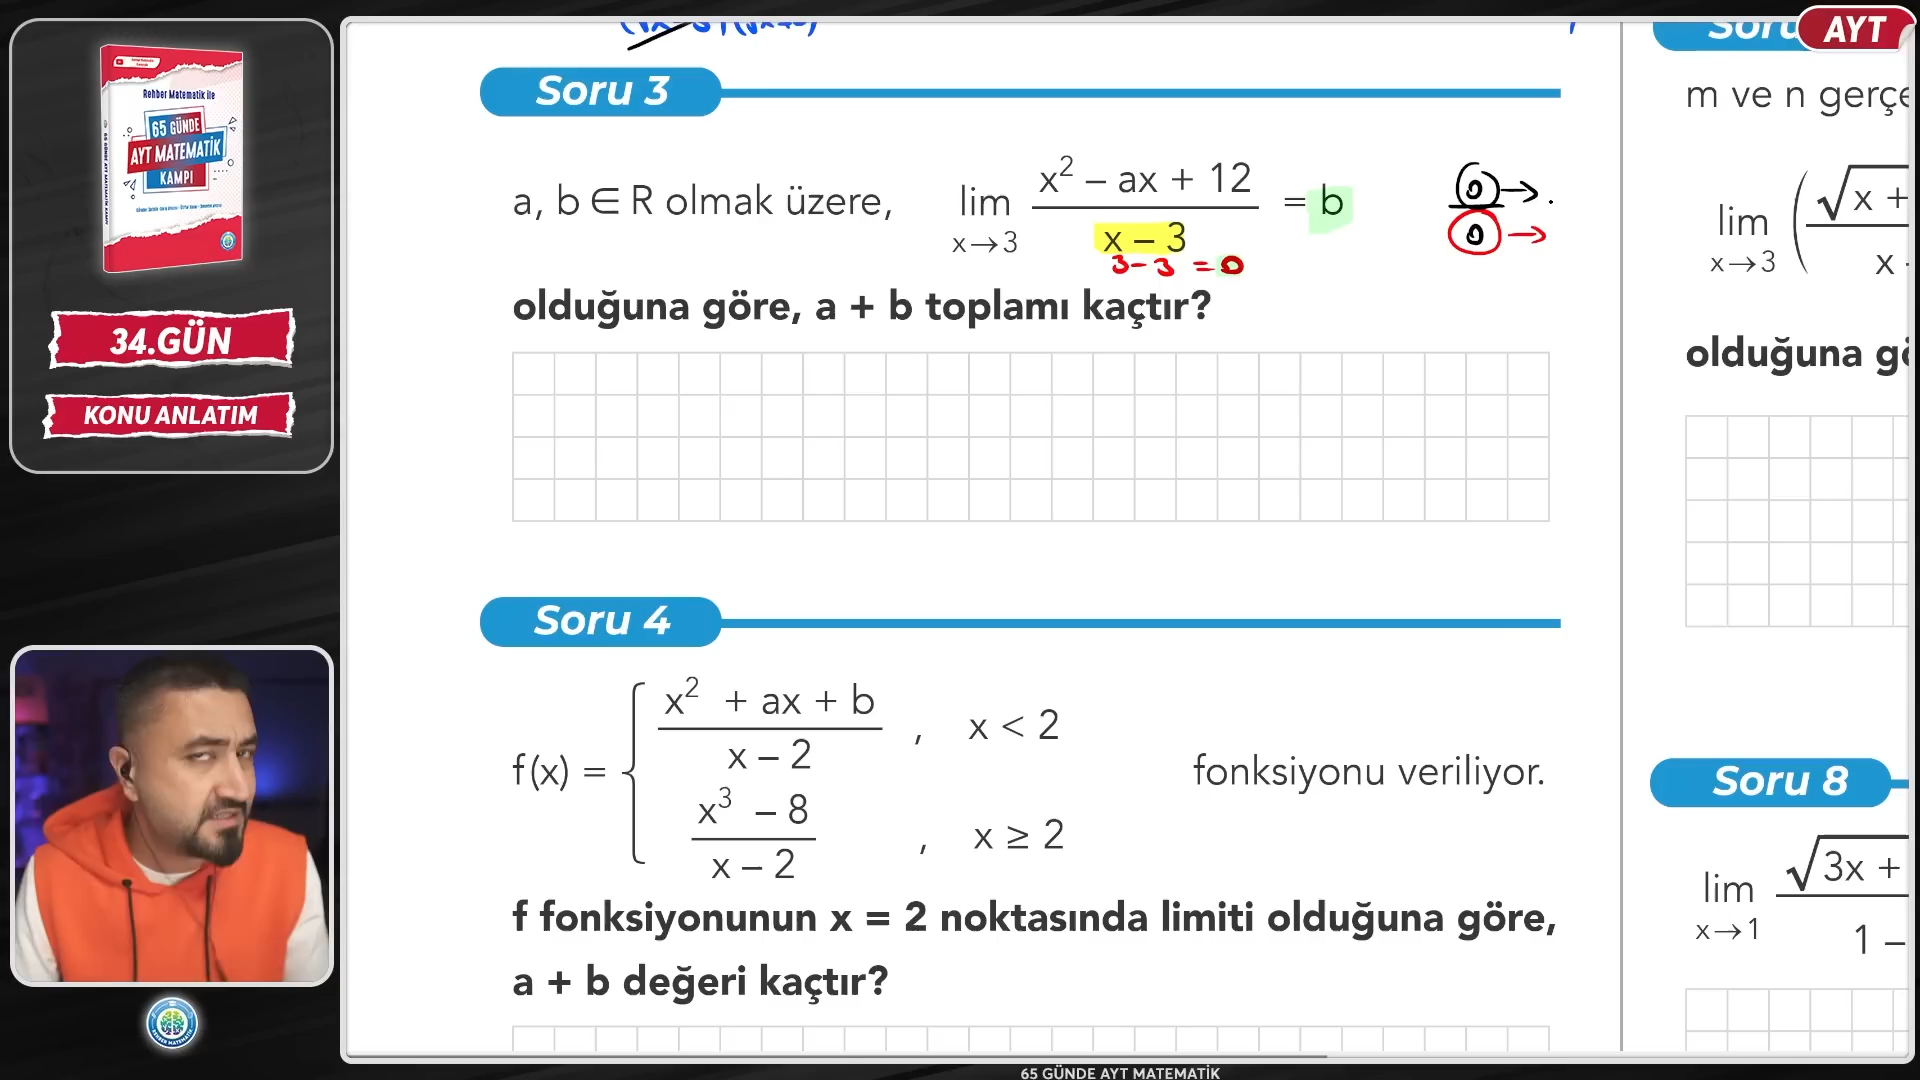 Rehber Matematik ile
65 GÜNDE
AYT MATEMATİK
KAMPI
34.GÜN
KONU ANLATIM
Soru 3
a, b ∈ R olmak üzere, lim x→3 (x² – ax + 12)/(x – 3) = b
3 – 3 = 0
0/0 → →
olduğuna göre, a + b toplamı kaçtır?
Soru 4
f(x) = { (x² + ax + b)/(x – 2) , x < 2
(x³ – 8)/(x – 2) , x ≥ 2
fonksiyonu veriliyor.
f fonksiyonunun x = 2 noktasında limiti olduğuna göre,
a + b değeri kaçtır?
AYT
m ve n
lim x→3 (√x +
x
olduğuna
Soru 8
lim x→1 √3x +
1 –
65 GÜNDE AYT MATEMATİK